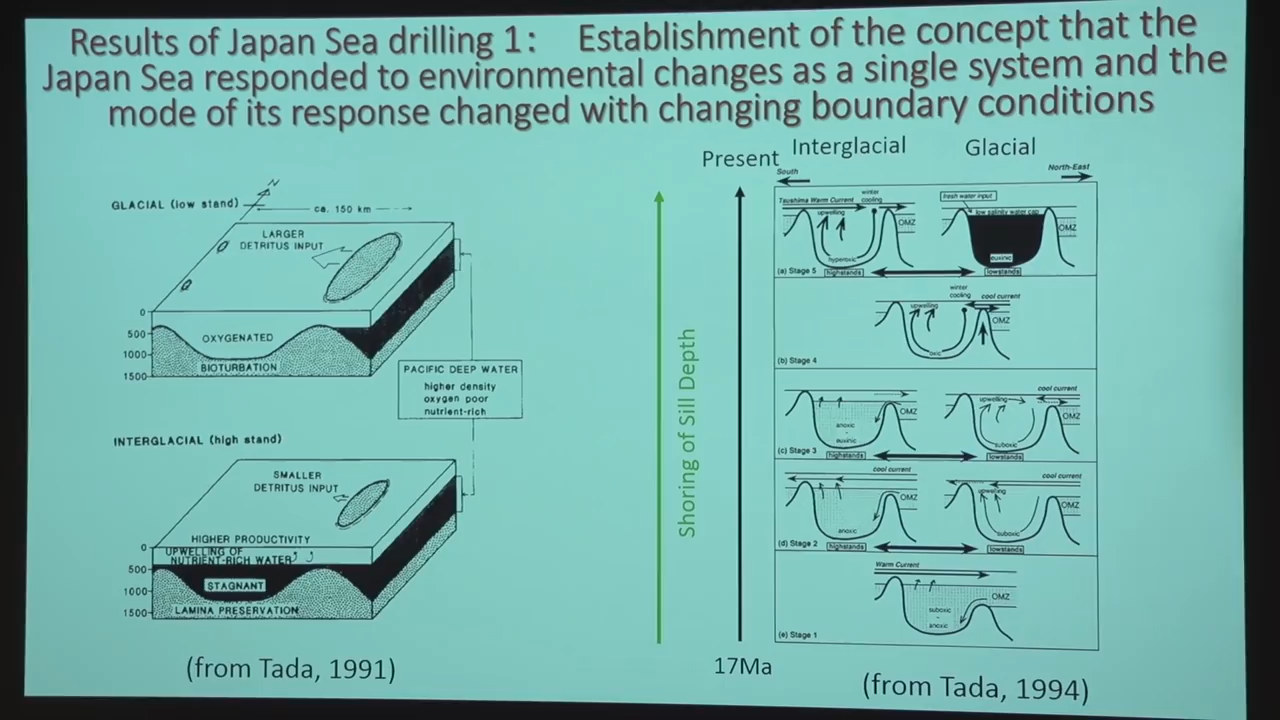 Results of Japan Sea drilling 1: Establishment of the concept that the
Japan Sea responded to environmental changes as a single system and the
mode of its response changed with changing boundary conditions
GLACIAL (low stand)
N
ca. 150 km
LARGER
DETRITUS INPUT
0
500
1000
1500
OXYGENATED
BIOTURBATION
PACIFIC DEEP WATER
higher density
oxygen poor
nutrient-rich
INTERGLACIAL (high stand)
SMALLER
DETRITUS INPUT
HIGHER PRODUCTIVITY
UPWELLING OF
NUTRIENT-RICH WATER
0
500
1000
1500
STAGNANT
LAMINA PRESERVATION
(from Tada, 1991)
Shoring of Sill Depth
Present
17Ma
Interglacial
Glacial
South
North-East
Tsushima Warm Current
winter
cooling
upwelling
OMZ
hyperoxic
(a) Stage 5
highstands
fresh water input
low salinity water cap
OMZ
euxinic
lowstands
winter
cooling
cool current
upwelling
OMZ
oxic
(b) Stage 4
OMZ
anoxic
-
euxinic
(c) Stage 3
highstands
cool current
upwelling
OMZ
suboxic
lowstands
cool current
OMZ
anoxic
(d) Stage 2
highstands
cool current
upwelling
OMZ
suboxic
lowstands
Warm Current
OMZ
suboxic
-
anoxic
(e) Stage 1
(from Tada, 1994)